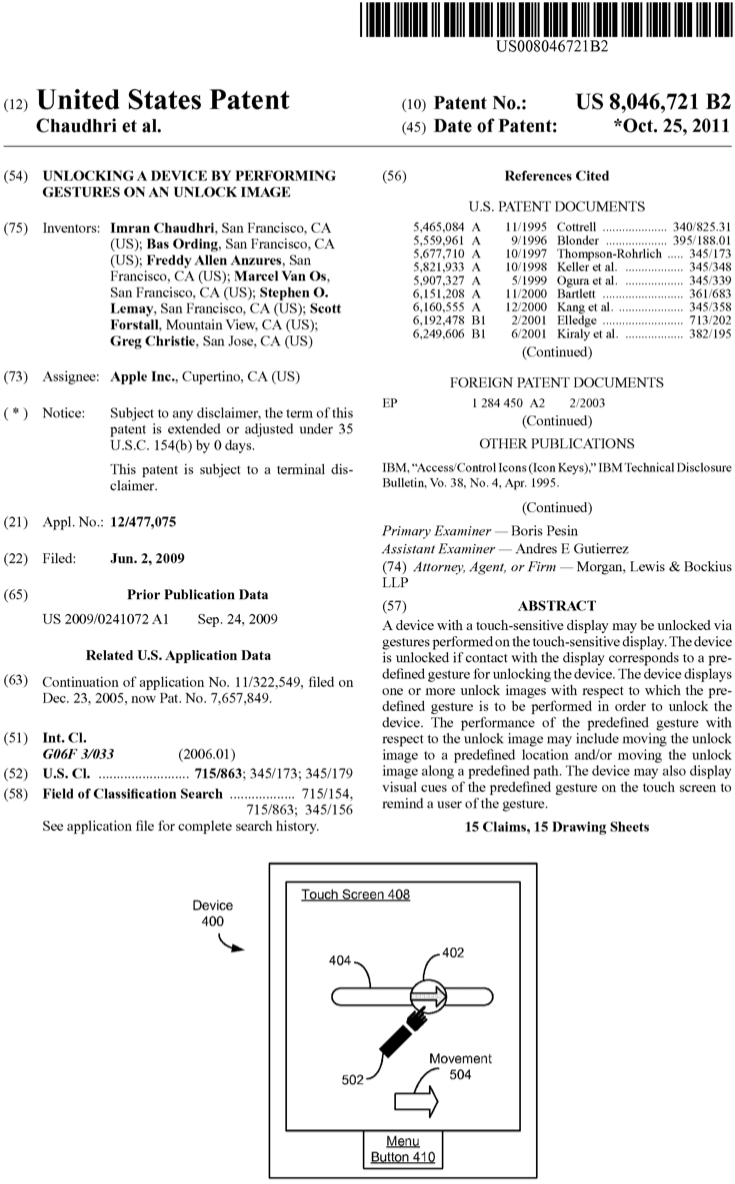 US008046721B2
(12) United States Patent
Chaudhri et al.
(10) Patent No.: US 8,046,721 B2
(45) Date of Patent: *Oct. 25, 2011
(54) UNLOCKING A DEVICE BY PERFORMING
GESTURES ON AN UNLOCK IMAGE
(75) Inventors: Imran Chaudhri, San Francisco, CA
(US); Bas Ording, San Francisco, CA
(US); Freddy Allen Anzures, San
Francisco, CA (US); Marcel Van Os,
San Francisco, CA (US); Stephen O.
Lemay, San Francisco, CA (US); Scott
Forstall, Mountain View, CA (US);
Greg Christie, San Jose, CA (US)
(73) Assignee: Apple Inc., Cupertino, CA (US)
( * ) Notice: Subject to any disclaimer, the term of this
patent is extended or adjusted under 35
U.S.C. 154(b) by 0 days.
This patent is subject to a terminal dis-
claimer.
(21) Appl. No.: 12/477,075
(22) Filed: Jun. 2, 2009
(65) Prior Publication Data
US 2009/0241072 A1 Sep. 24, 2009
Related U.S. Application Data
(63) Continuation of application No. 11/322,549, filed on
Dec. 23, 2005, now Pat. No. 7,657,849.
(51) Int. Cl.
G06F 3/033 (2006.01)
(52) U.S. Cl. .......................... 715/863; 345/173; 345/179
(58) Field of Classification Search .................. 715/154,
715/863; 345/156
See application file for complete search history.
(56) References Cited
U.S. PATENT DOCUMENTS
5,465,084 A 11/1995 Cottrell .................. 340/825.31
5,559,961 A 9/1996 Blonder .................. 395/188.01
5,677,710 A 10/1997 Thompson-Rohrlich ..... 345/173
5,821,933 A 10/1998 Keller et al. ................. 345/348
5,907,327 A 5/1999 Ogura et al. ................. 345/339
6,151,208 A 11/2000 Bartlett ....................... 361/683
6,160,555 A 12/2000 Kang et al. .................. 345/358
6,192,478 B1 2/2001 Elledge ....................... 713/202
6,249,606 B1 6/2001 Kiraly et al. ................. 382/195
(Continued)
FOREIGN PATENT DOCUMENTS
EP 1 284 450 A2 2/2003
(Continued)
OTHER PUBLICATIONS
IBM, “Access/Control Icons (Icon Keys),” IBM Technical Disclosure
Bulletin, Vo. 38, No. 4, Apr. 1995.
(Continued)
Primary Examiner — Boris Pesin
Assistant Examiner — Andres E Gutierrez
(74) Attorney, Agent, or Firm — Morgan, Lewis & Bockius
LLP
(57) ABSTRACT
A device with a touch-sensitive display may be unlocked via
gestures performed on the touch-sensitive display. The device
is unlocked if contact with the display corresponds to a pre-
defined gesture for unlocking the device. The device displays
one or more unlock images with respect to which the pre-
defined gesture is to be performed in order to unlock the
device. The performance of the predefined gesture with
respect to the unlock image may include moving the unlock
image to a predefined location and/or moving the unlock
image along a predefined path. The device may also display
visual cues of the predefined gesture on the touch screen to
remind a user of the gesture.
15 Claims, 15 Drawing Sheets
Device
400
Touch Screen 408
404
402
502
Movement
504
Menu
Button 410